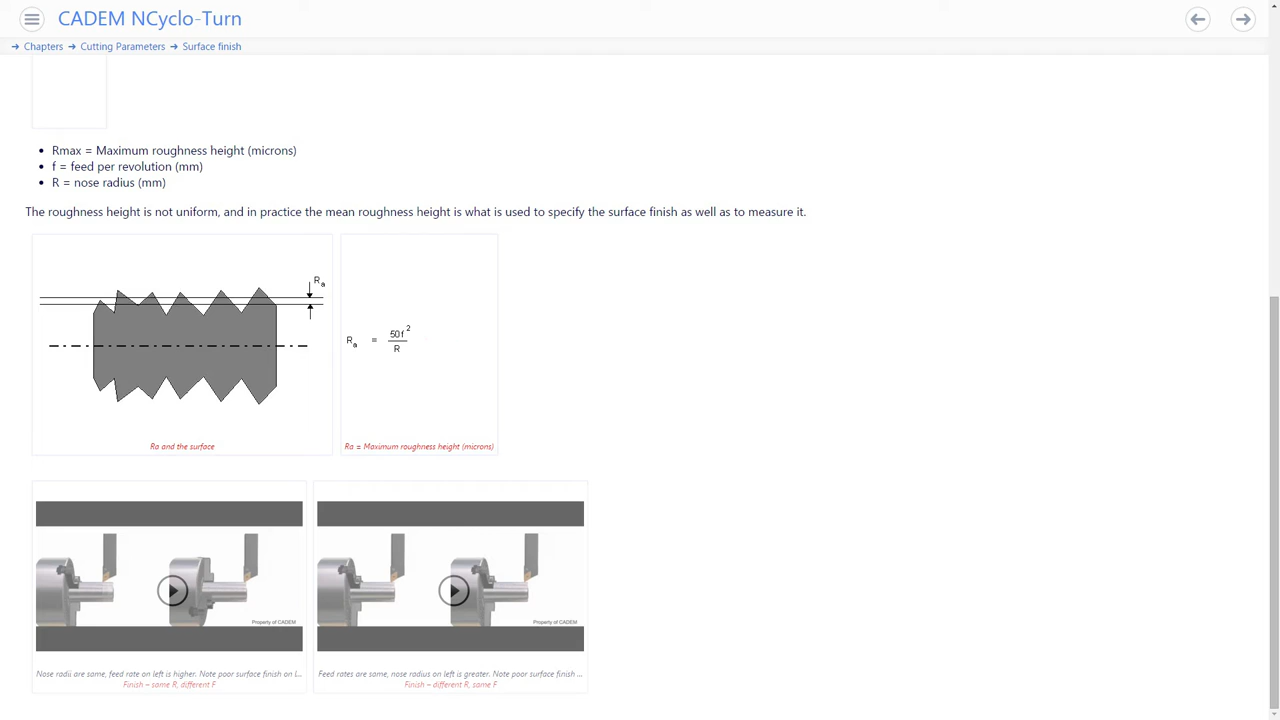 CADEM NCyclo-Turn
➔ Chapters ➔ Cutting Parameters ➔ Surface finish
• Rmax = Maximum roughness height (microns)
• f = feed per revolution (mm)
• R = nose radius (mm)
The roughness height is not uniform, and in practice the mean roughness height is what is used to specify the surface finish as well as to measure it.
Ra
Ra = 50f2
R
Ra and the surface
Ra = Maximum roughness height (microns)
Property of CADEM
Property of CADEM
Nose radii are same, feed rate on left is higher. Note poor surface finish on l...
Finish – same R, different F
Feed rates are same, nose radius on left is greater. Note poor surface finish ...
Finish – different R, same F